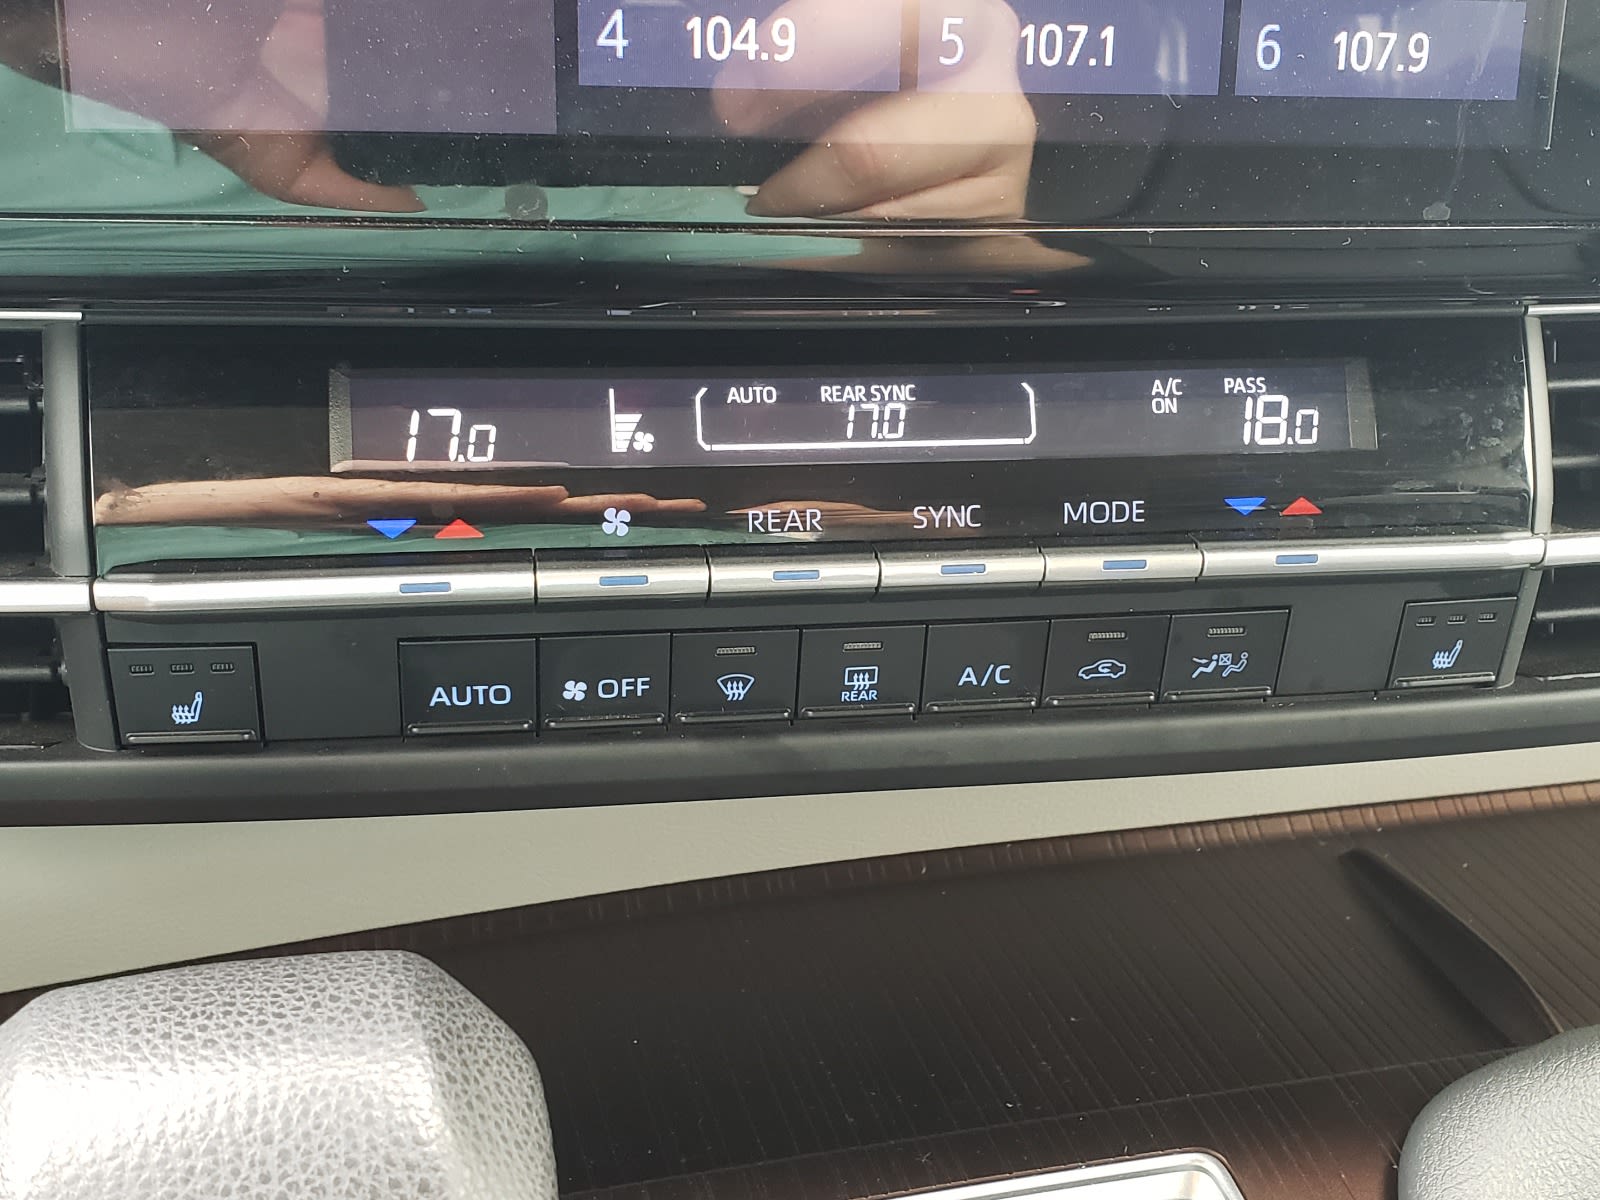 4 104.9 5 107.1 6 107.9
AUTO REAR SYNC A/C ON PASS
17.0 17.0 18.0
REAR SYNC MODE
AUTO OFF REAR A/C